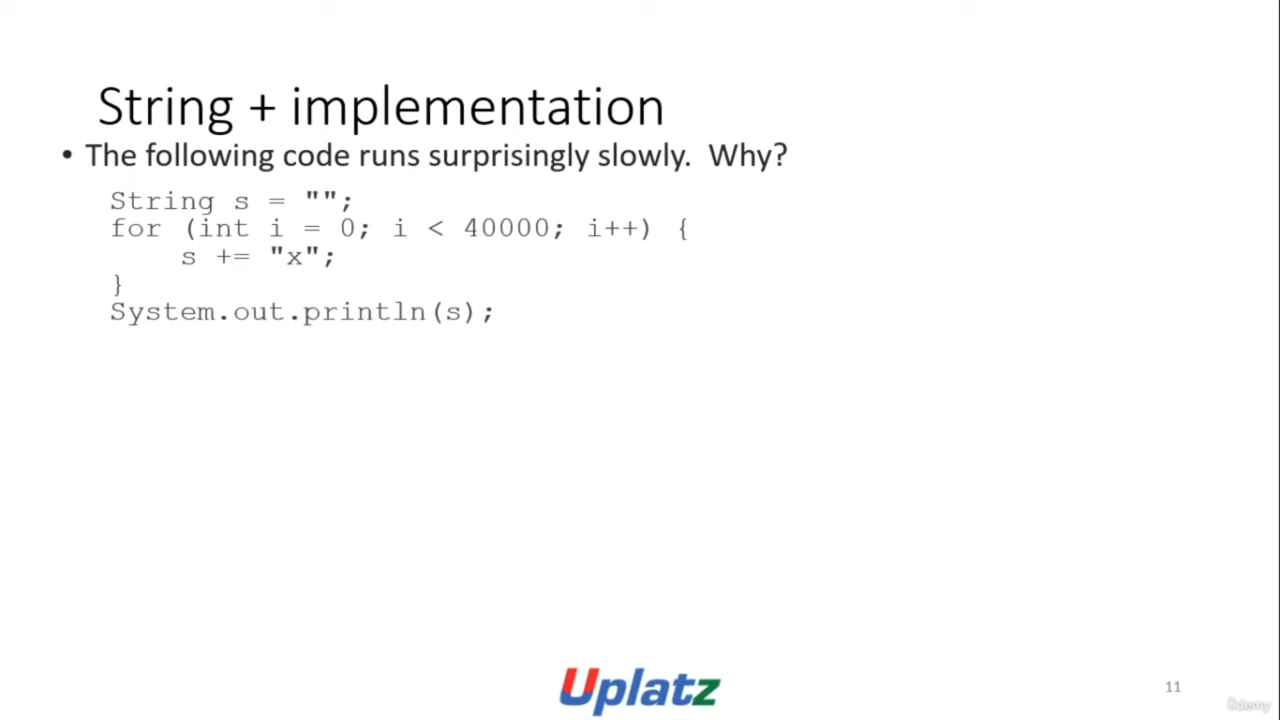 String + implementation
• The following code runs surprisingly slowly.  Why?
String s = "";
for (int i = 0; i < 40000; i++) {
    s += "x";
}
System.out.println(s);
Uplatz
11
ûdemy